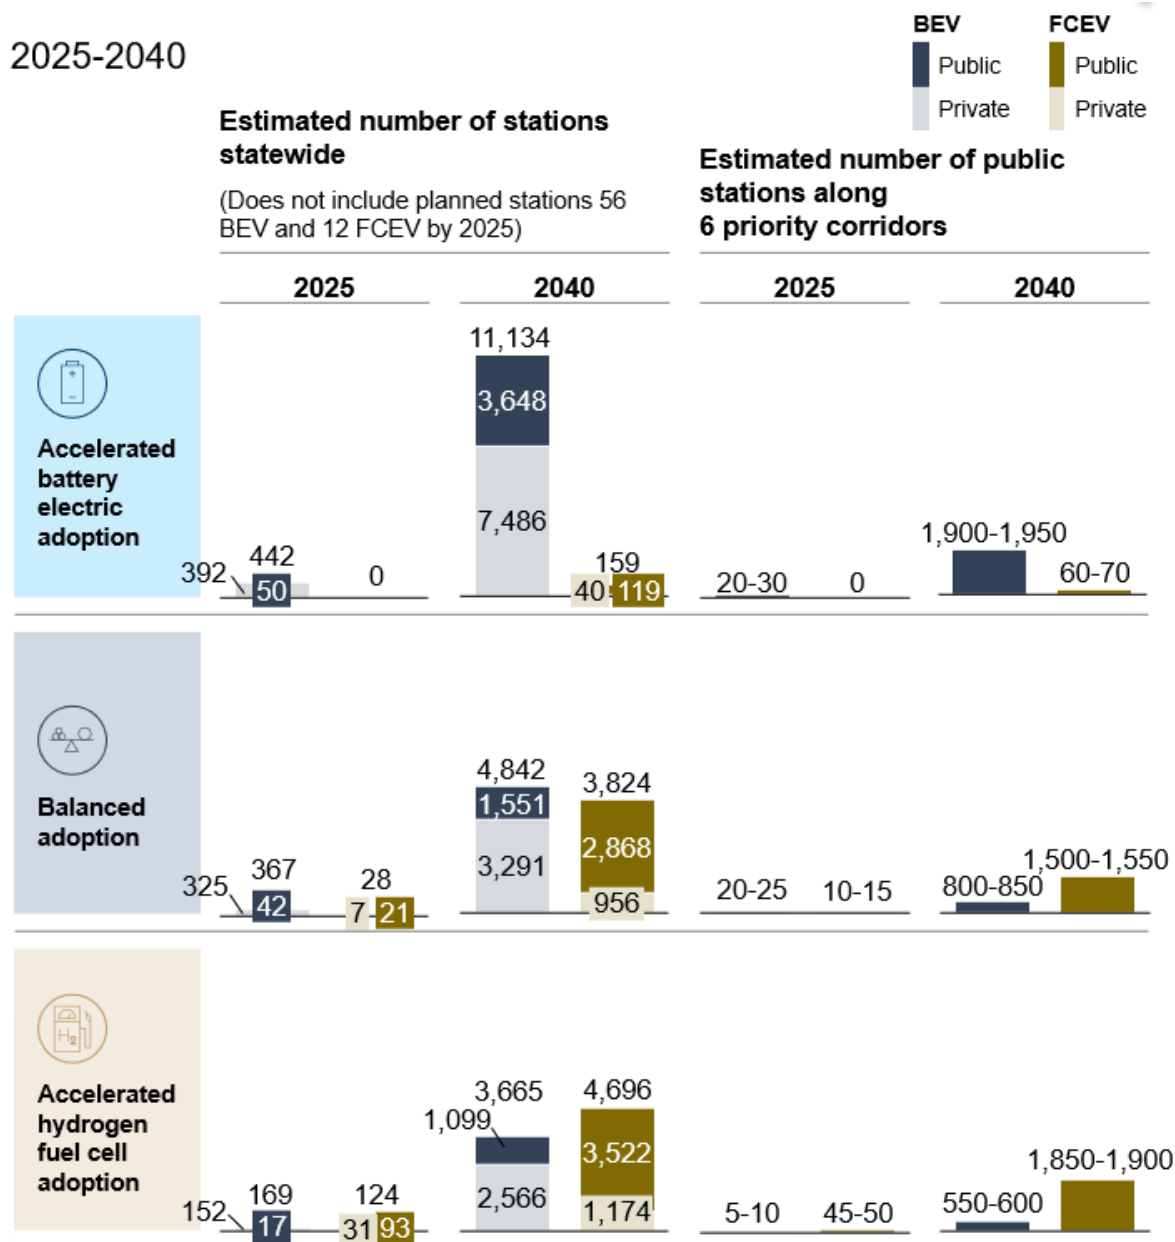 2025-2040
BEV
FCEV
Public
Public
Private
Private
Estimated number of stations
statewide
(Does not include planned stations 56
BEV and 12 FCEV by 2025)
Estimated number of public
stations along
6 priority corridors
2025
2040
2025
2040
Accelerated
battery
electric
adoption
392
442
50
0
11,134
3,648
7,486
159
40
119
20-30
0
1,900-1,950
60-70
Balanced
adoption
325
367
42
28
7
21
4,842
1,551
3,291
3,824
2,868
956
20-25
10-15
800-850
1,500-1,550
H2
Accelerated
hydrogen
fuel cell
adoption
152
169
17
124
31
93
3,665
1,099
2,566
4,696
3,522
1,174
5-10
45-50
550-600
1,850-1,900